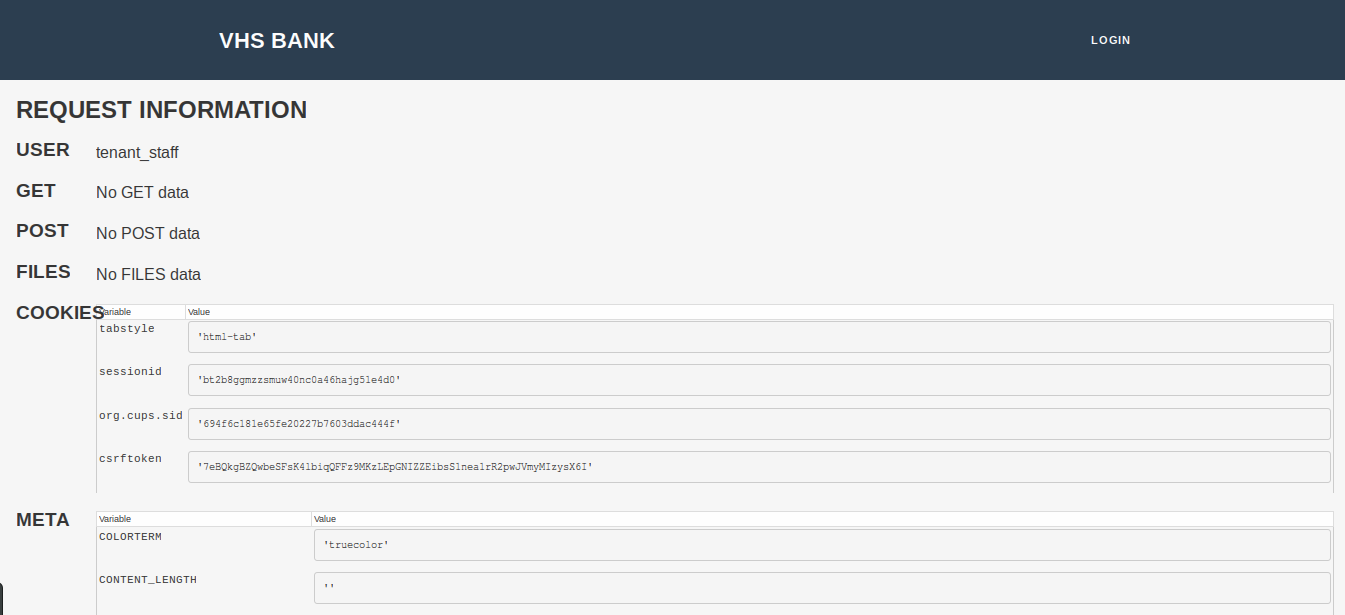 VHS BANK
LOGIN
REQUEST INFORMATION
USER tenant_staff
GET No GET data
POST No POST data
FILES No FILES data
COOKIES Variable Value
tabstyle 'html-tab'
sessionid 'bt2b8ggmzzsmuw40nc0a46hajg51e4d0'
org.cups.sid '694f6c181e65fe20227b7603ddac444f'
csrftoken '7eBQkgBZQwbeSFsK41biqQFFz9MKzLEpGNIZZEibsS1nea1rR2pwJVmyMIzysX6I'
META Variable Value
COLORTERM 'truecolor'
CONTENT_LENGTH ''